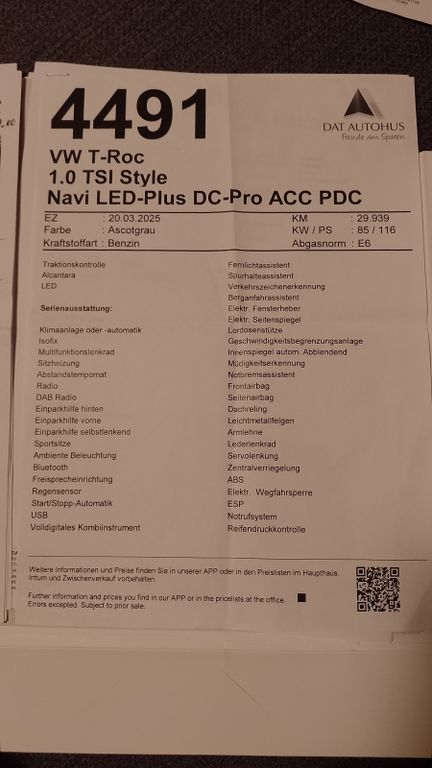 4491
DAT AUTOHUS
Freude am Sparen
VW T-Roc
1.0 TSI Style
Navi LED-Plus DC-Pro ACC PDC
EZ : 20.03.2025 KM : 29.939
Farbe : Ascotgrau KW / PS : 85 / 116
Kraftstoffart : Benzin Abgasnorm : E6
Traktionskontrolle
Alcantara
LED
Serienausstattung:
Klimaanlage oder -automatik
Isofix
Multifunktionslenkrad
Sitzheizung
Abstandstempomat
Radio
DAB Radio
Einparkhilfe hinten
Einparkhilfe vorne
Einparkhilfe selbstlenkend
Sportsitze
Ambiente Beleuchtung
Bluetooth
Freisprecheinrichtung
Regensensor
Start/Stopp-Automatik
USB
Volldigitales Kombiinstrument
Fernlichtassistent
Spurhalteassistent
Verkehrszeichenerkennung
Berganfahrassistent
Elektr. Fensterheber
Elektr. Seitenspiegel
Lordosenstütze
Geschwindigkeitsbegrenzungsanlage
Innenspiegel autom. Abblendend
Müdigkeitserkennung
Notbremsassistent
Frontairbag
Seitenairbag
Dachreling
Leichtmetallfelgen
Armlehne
Lederlenkrad
Servolenkung
Zentralverriegelung
ABS
Elektr. Wegfahrsperre
ESP
Notrufsystem
Reifendruckkontrolle
Weitere Informationen und Preise finden Sie in unserer APP oder in den Preislisten im Haupthaus.
Irrtum und Zwischenverkauf vorbehalten.
Further information and prices you find in our APP or in the pricelists at the office.
Errors excepted. Subject to prior sale.